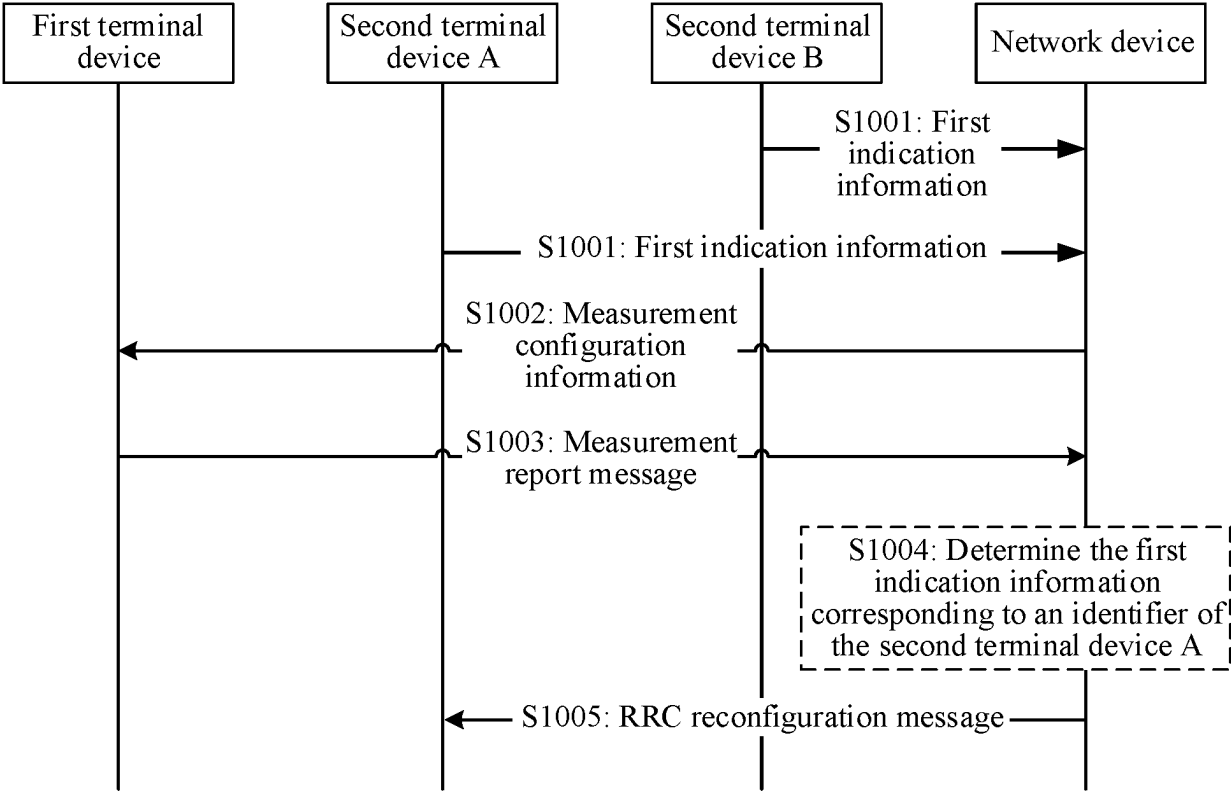 First terminal
device
Second terminal
device A
Second terminal
device B
Network device
S1001: First
indication
information
S1001: First indication information
S1002: Measurement
configuration
information
S1003: Measurement
report message
S1004: Determine the first
indication information
corresponding to an identifier of
the second terminal device A
S1005: RRC reconfiguration message